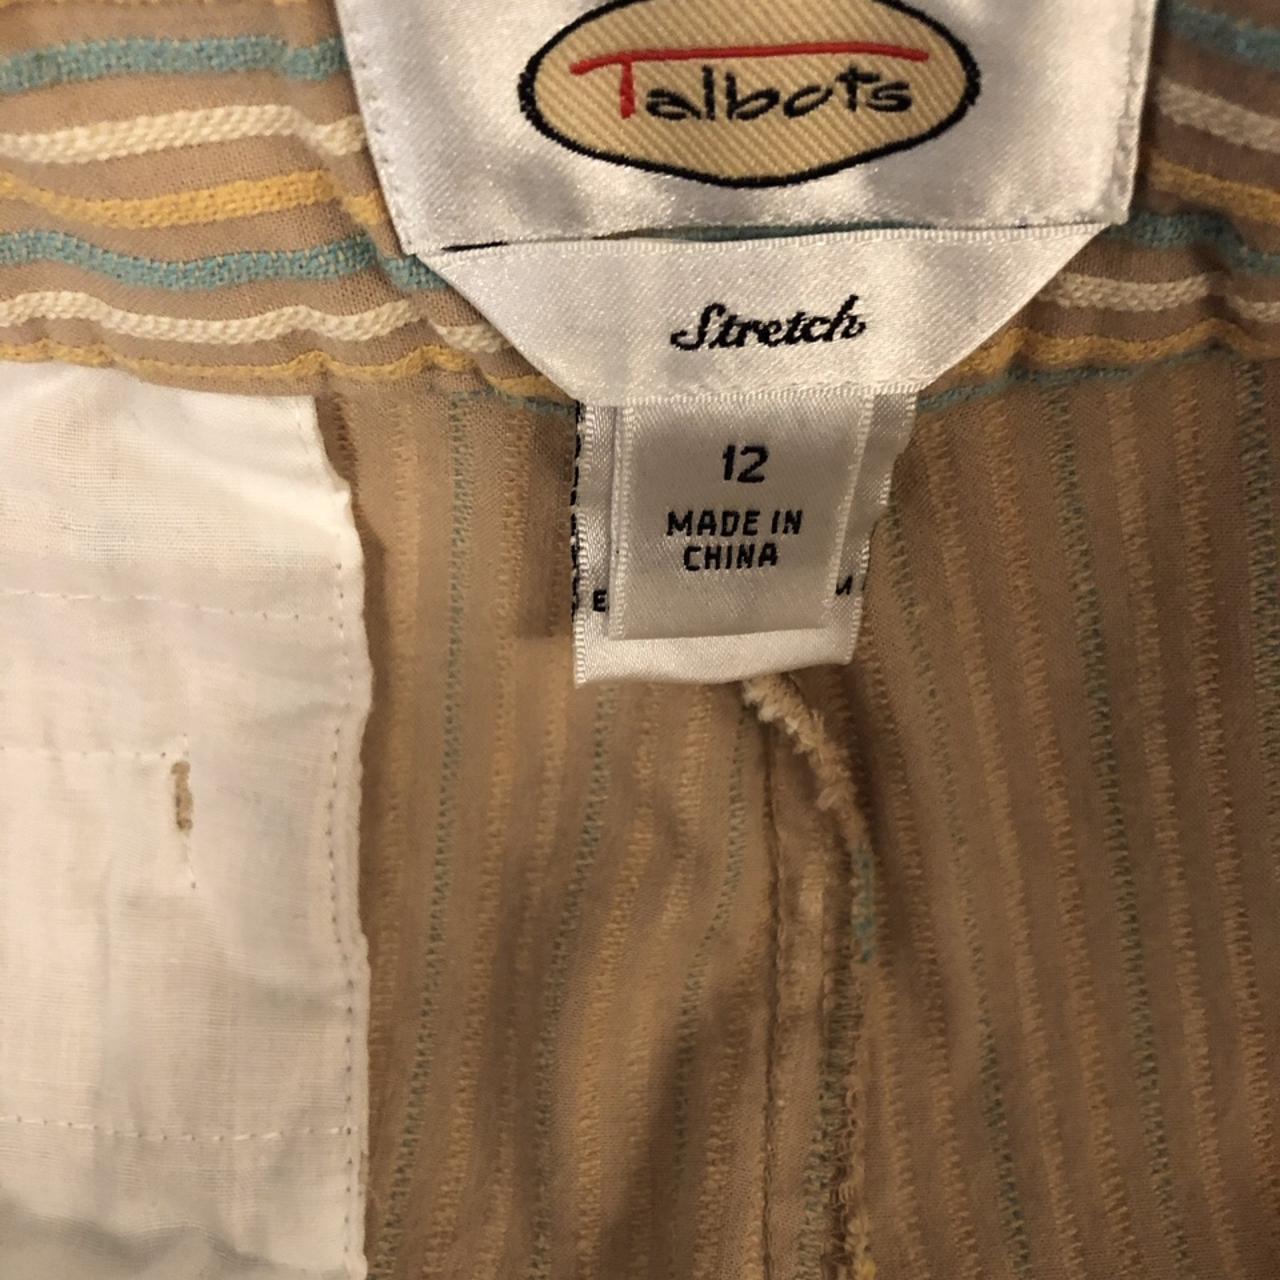 Talbots
Stretch
12
MADE IN
CHINA